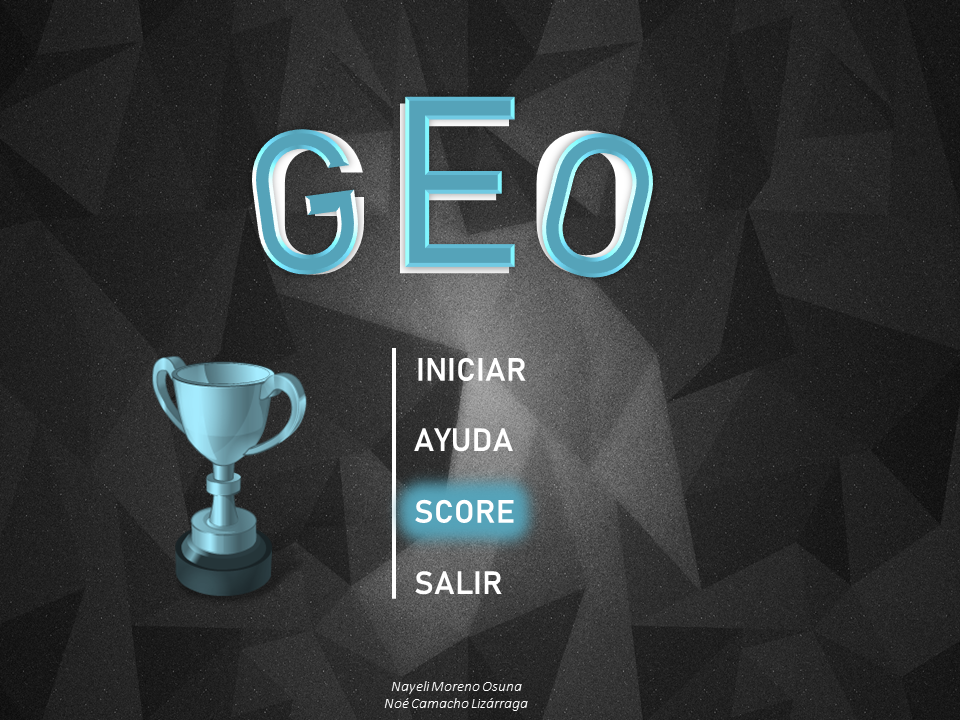 GEO
INICIAR
AYUDA
SCORE
SALIR
Nayeli Moreno Osuna
Noé Camacho Lizárraga